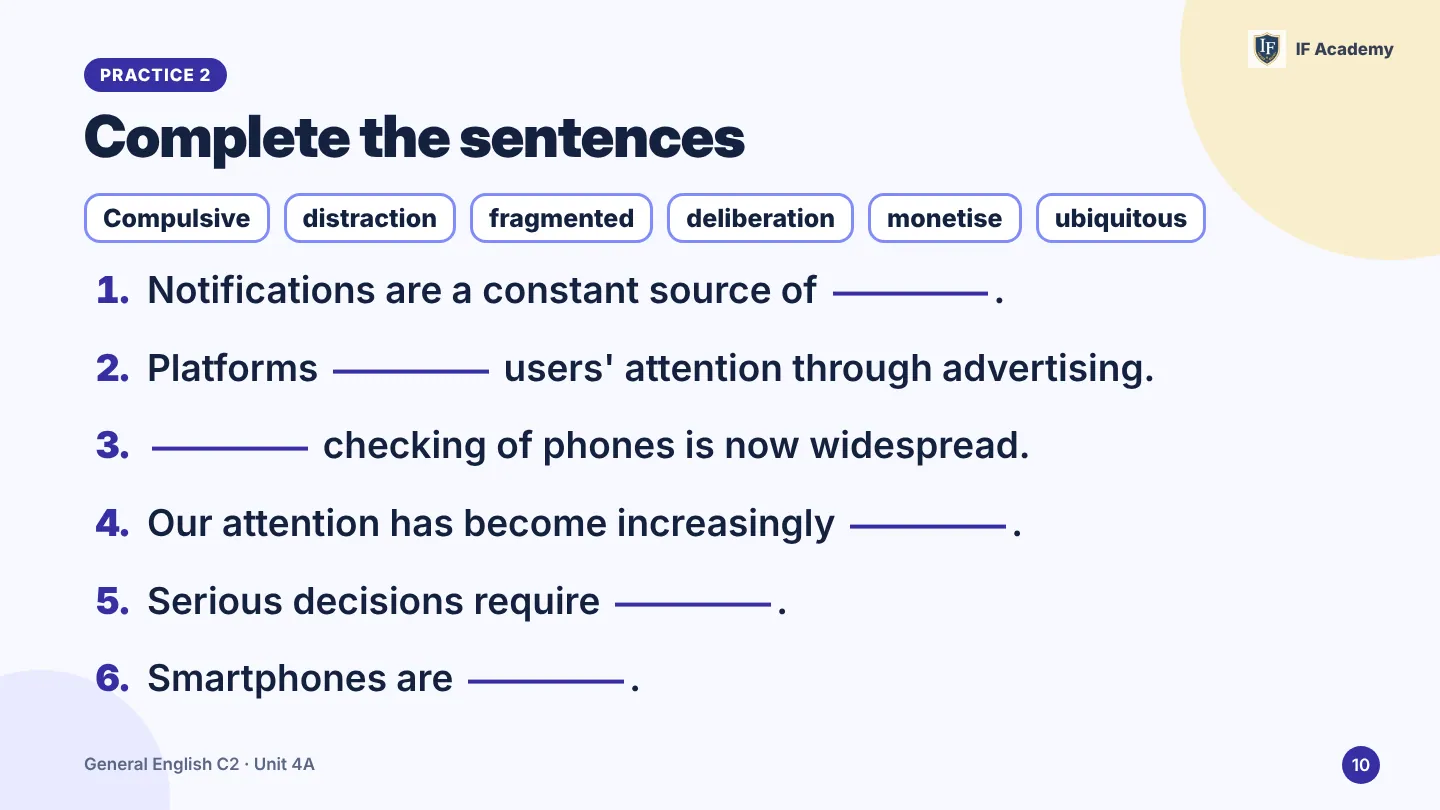 IF
IF Academy
PRACTICE 2
Complete the sentences
Compulsive distraction fragmented deliberation monetise ubiquitous
1. Notifications are a constant source of ________.
2. Platforms ________ users' attention through advertising.
3. ________ checking of phones is now widespread.
4. Our attention has become increasingly ________.
5. Serious decisions require ________.
6. Smartphones are ________.
General English C2 · Unit 4A
10